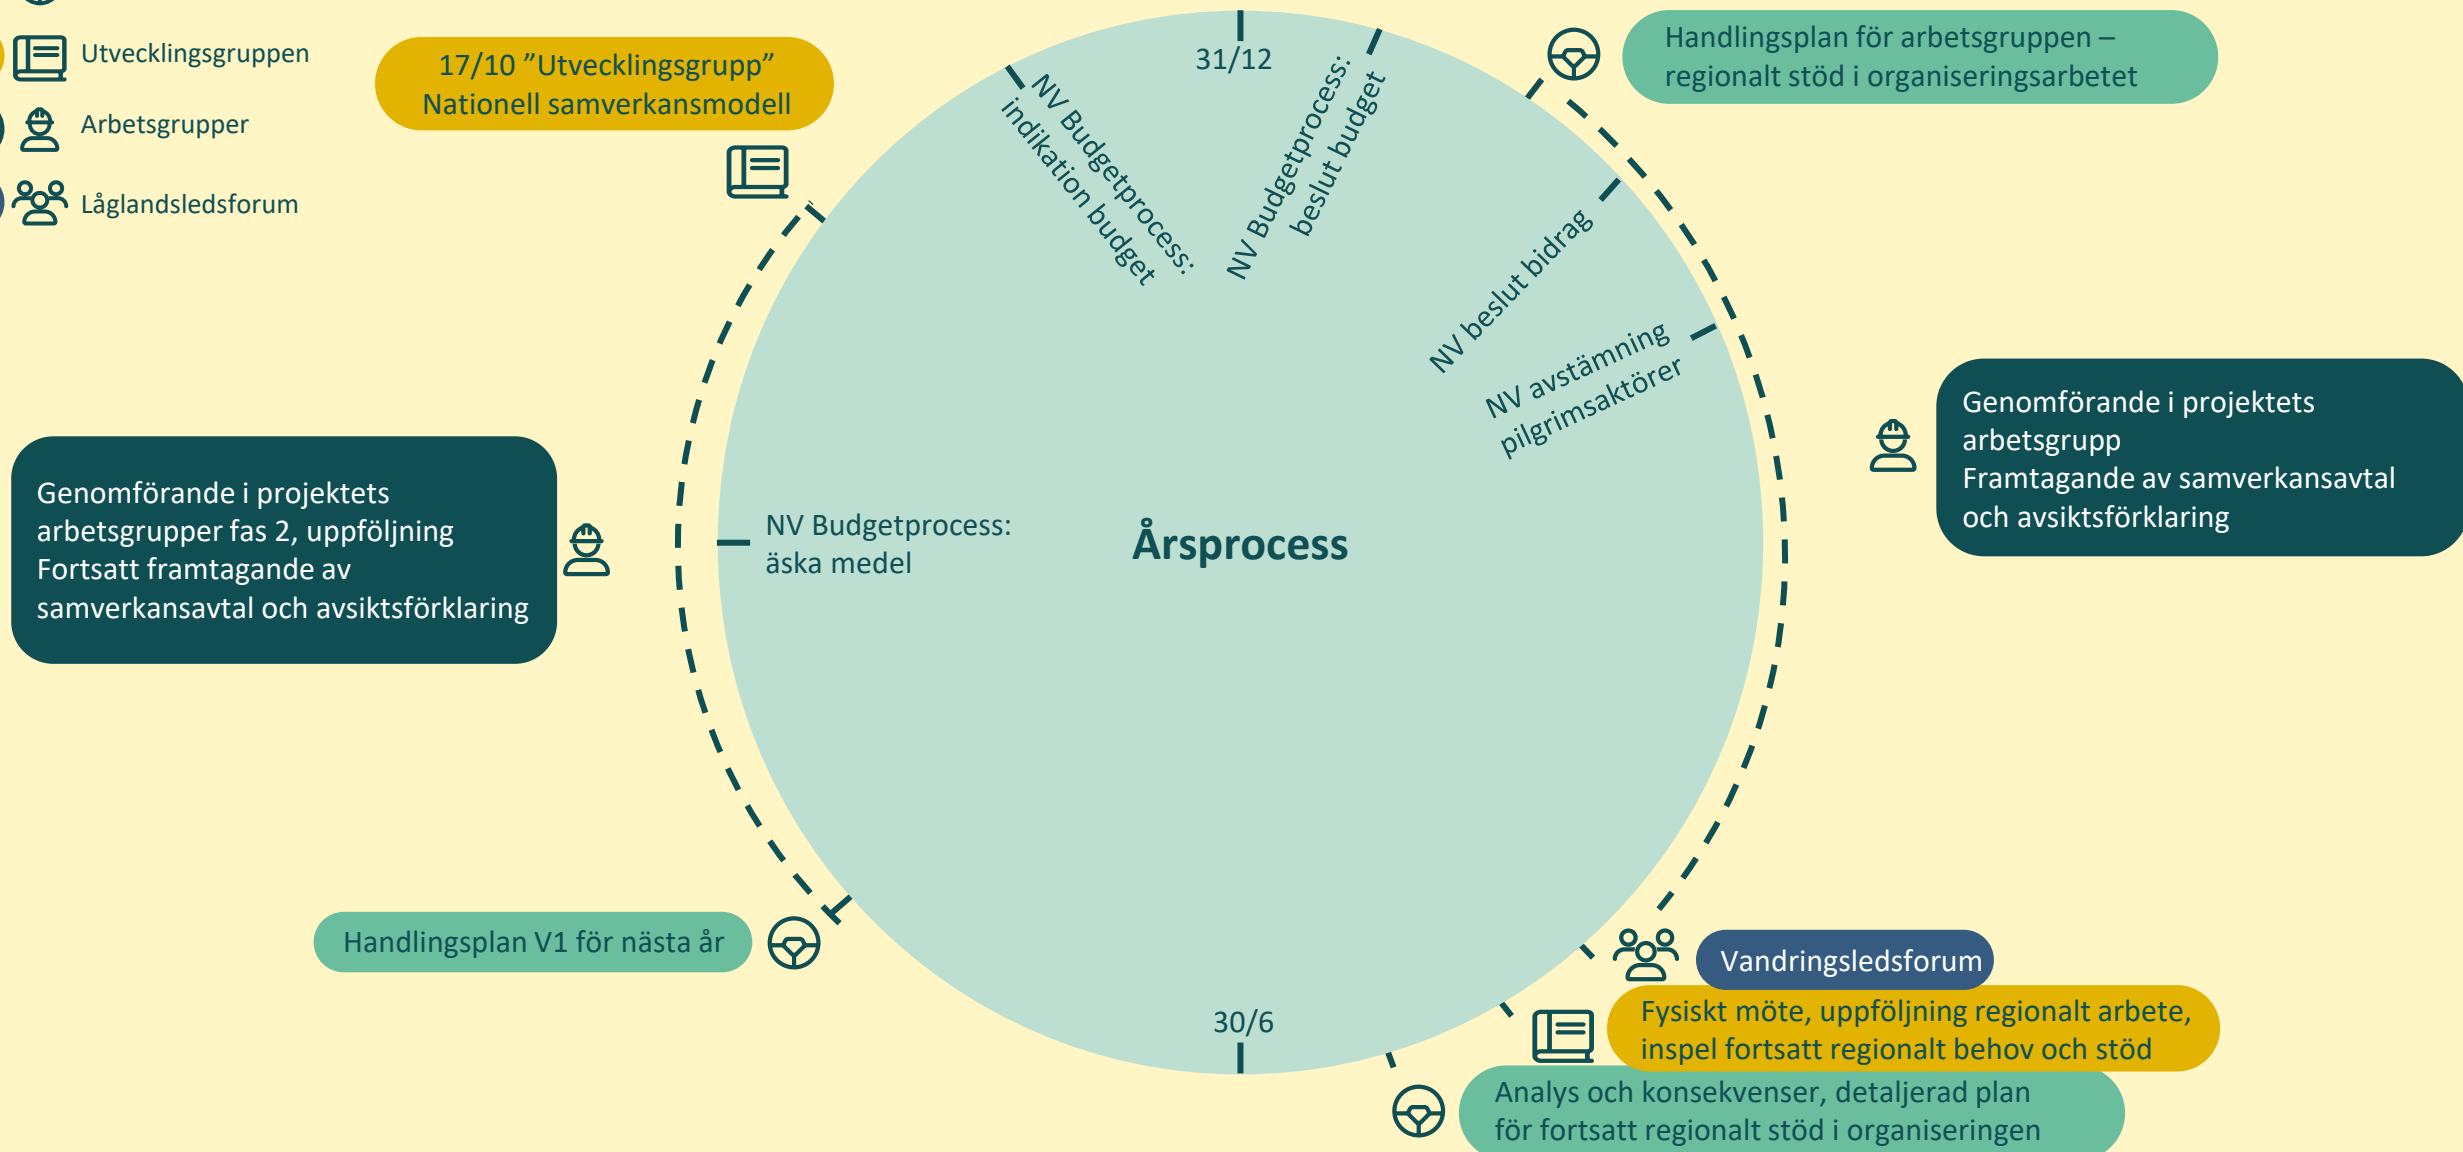 Utvecklingsgruppen
Arbetsgrupper
Låglandsledsforum
17/10 ”Utvecklingsgrupp”
Nationell samverkansmodell
31/12
NV Budgetprocess:
indikation budget
NV Budgetprocess:
beslut budget
Handlingsplan för arbetsgruppen –
regionalt stöd i organiseringsarbetet
NV beslut bidrag
NV avstämning
pilgrimsaktörer
Genomförande i projektets
arbetsgrupp
Framtagande av samverkansavtal
och avsiktsförklaring
Genomförande i projektets
arbetsgrupper fas 2, uppföljning
Fortsatt framtagande av
samverkansavtal och avsiktsförklaring
NV Budgetprocess:
äska medel
Årsprocess
Handlingsplan V1 för nästa år
Vandringsledsforum
30/6
Fysiskt möte, uppföljning regionalt arbete,
inspel fortsatt regionalt behov och stöd
Analys och konsekvenser, detaljerad plan
för fortsatt regionalt stöd i organiseringen